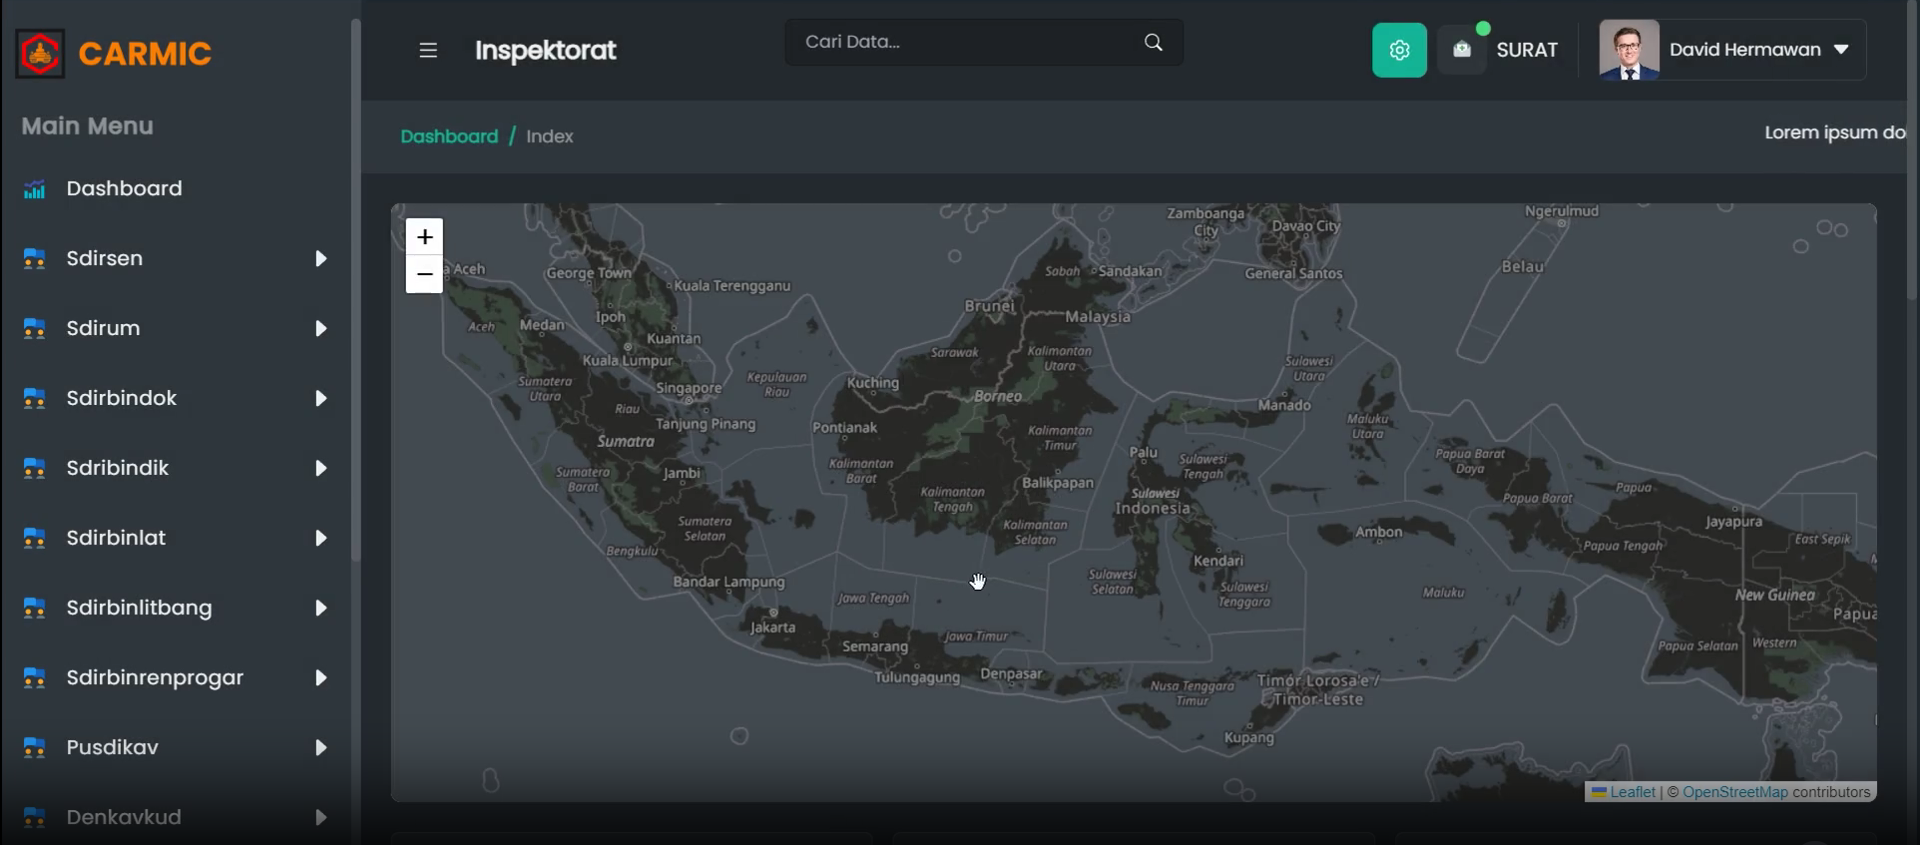 CARMIC
Inspektorat
Cari Data...
SURAT
David Hermawan
Main Menu
Dashboard
Sdirsen
Sdirum
Sdirbindok
Sdribindik
Sdirbinlat
Sdirbinlitbang
Sdirbinrenprogar
Pusdikav
Denkavkud
Dashboard / Index
Lorem ipsum do
+
−
Zamboanga
City
Davao City
Ngerulmud
a Aceh
George Town
Kuala Terengganu
Sabah
Sandakan
General Santos
Belau
Brunei
Malaysia
Ipoh
Aceh
Medan
Kuantan
Kuala Lumpur
Sarawak
Kalimantan
Utara
Sulawesi
Utara
Sumatera
Utara
Singapore
Kepulauan
Riau
Kuching
Borneo
Riau
Tanjung Pinang
Manado
Maluku
Utara
Sumatra
Pontianak
Kalimantan
Timur
Palu
Sulawesi
Tengah
Papua Barat
Daya
Sumatera
Barat
Jambi
Kalimantan
Barat
Kalimantan
Tengah
Balikpapan
Sulawesi
Indonesia
Papua Barat
Papua
Sumatera
Selatan
Kalimantan
Selatan
Ambon
Jayapura
Bengkulu
Papua Tengah
East Sepik
Bandar Lampung
Kendari
Sulawesi
Selatan
Sulawesi
Tenggara
Maluku
New Guinea
Jawa Tengah
Papua
Jakarta
Semarang
Jawa Timur
Papua Selatan
Western
Tulungagung
Denpasar
Nusa Tenggara
Timur
Timór Lorosa'e /
Timor-Leste
Kupang
Leaflet | © OpenStreetMap contributors